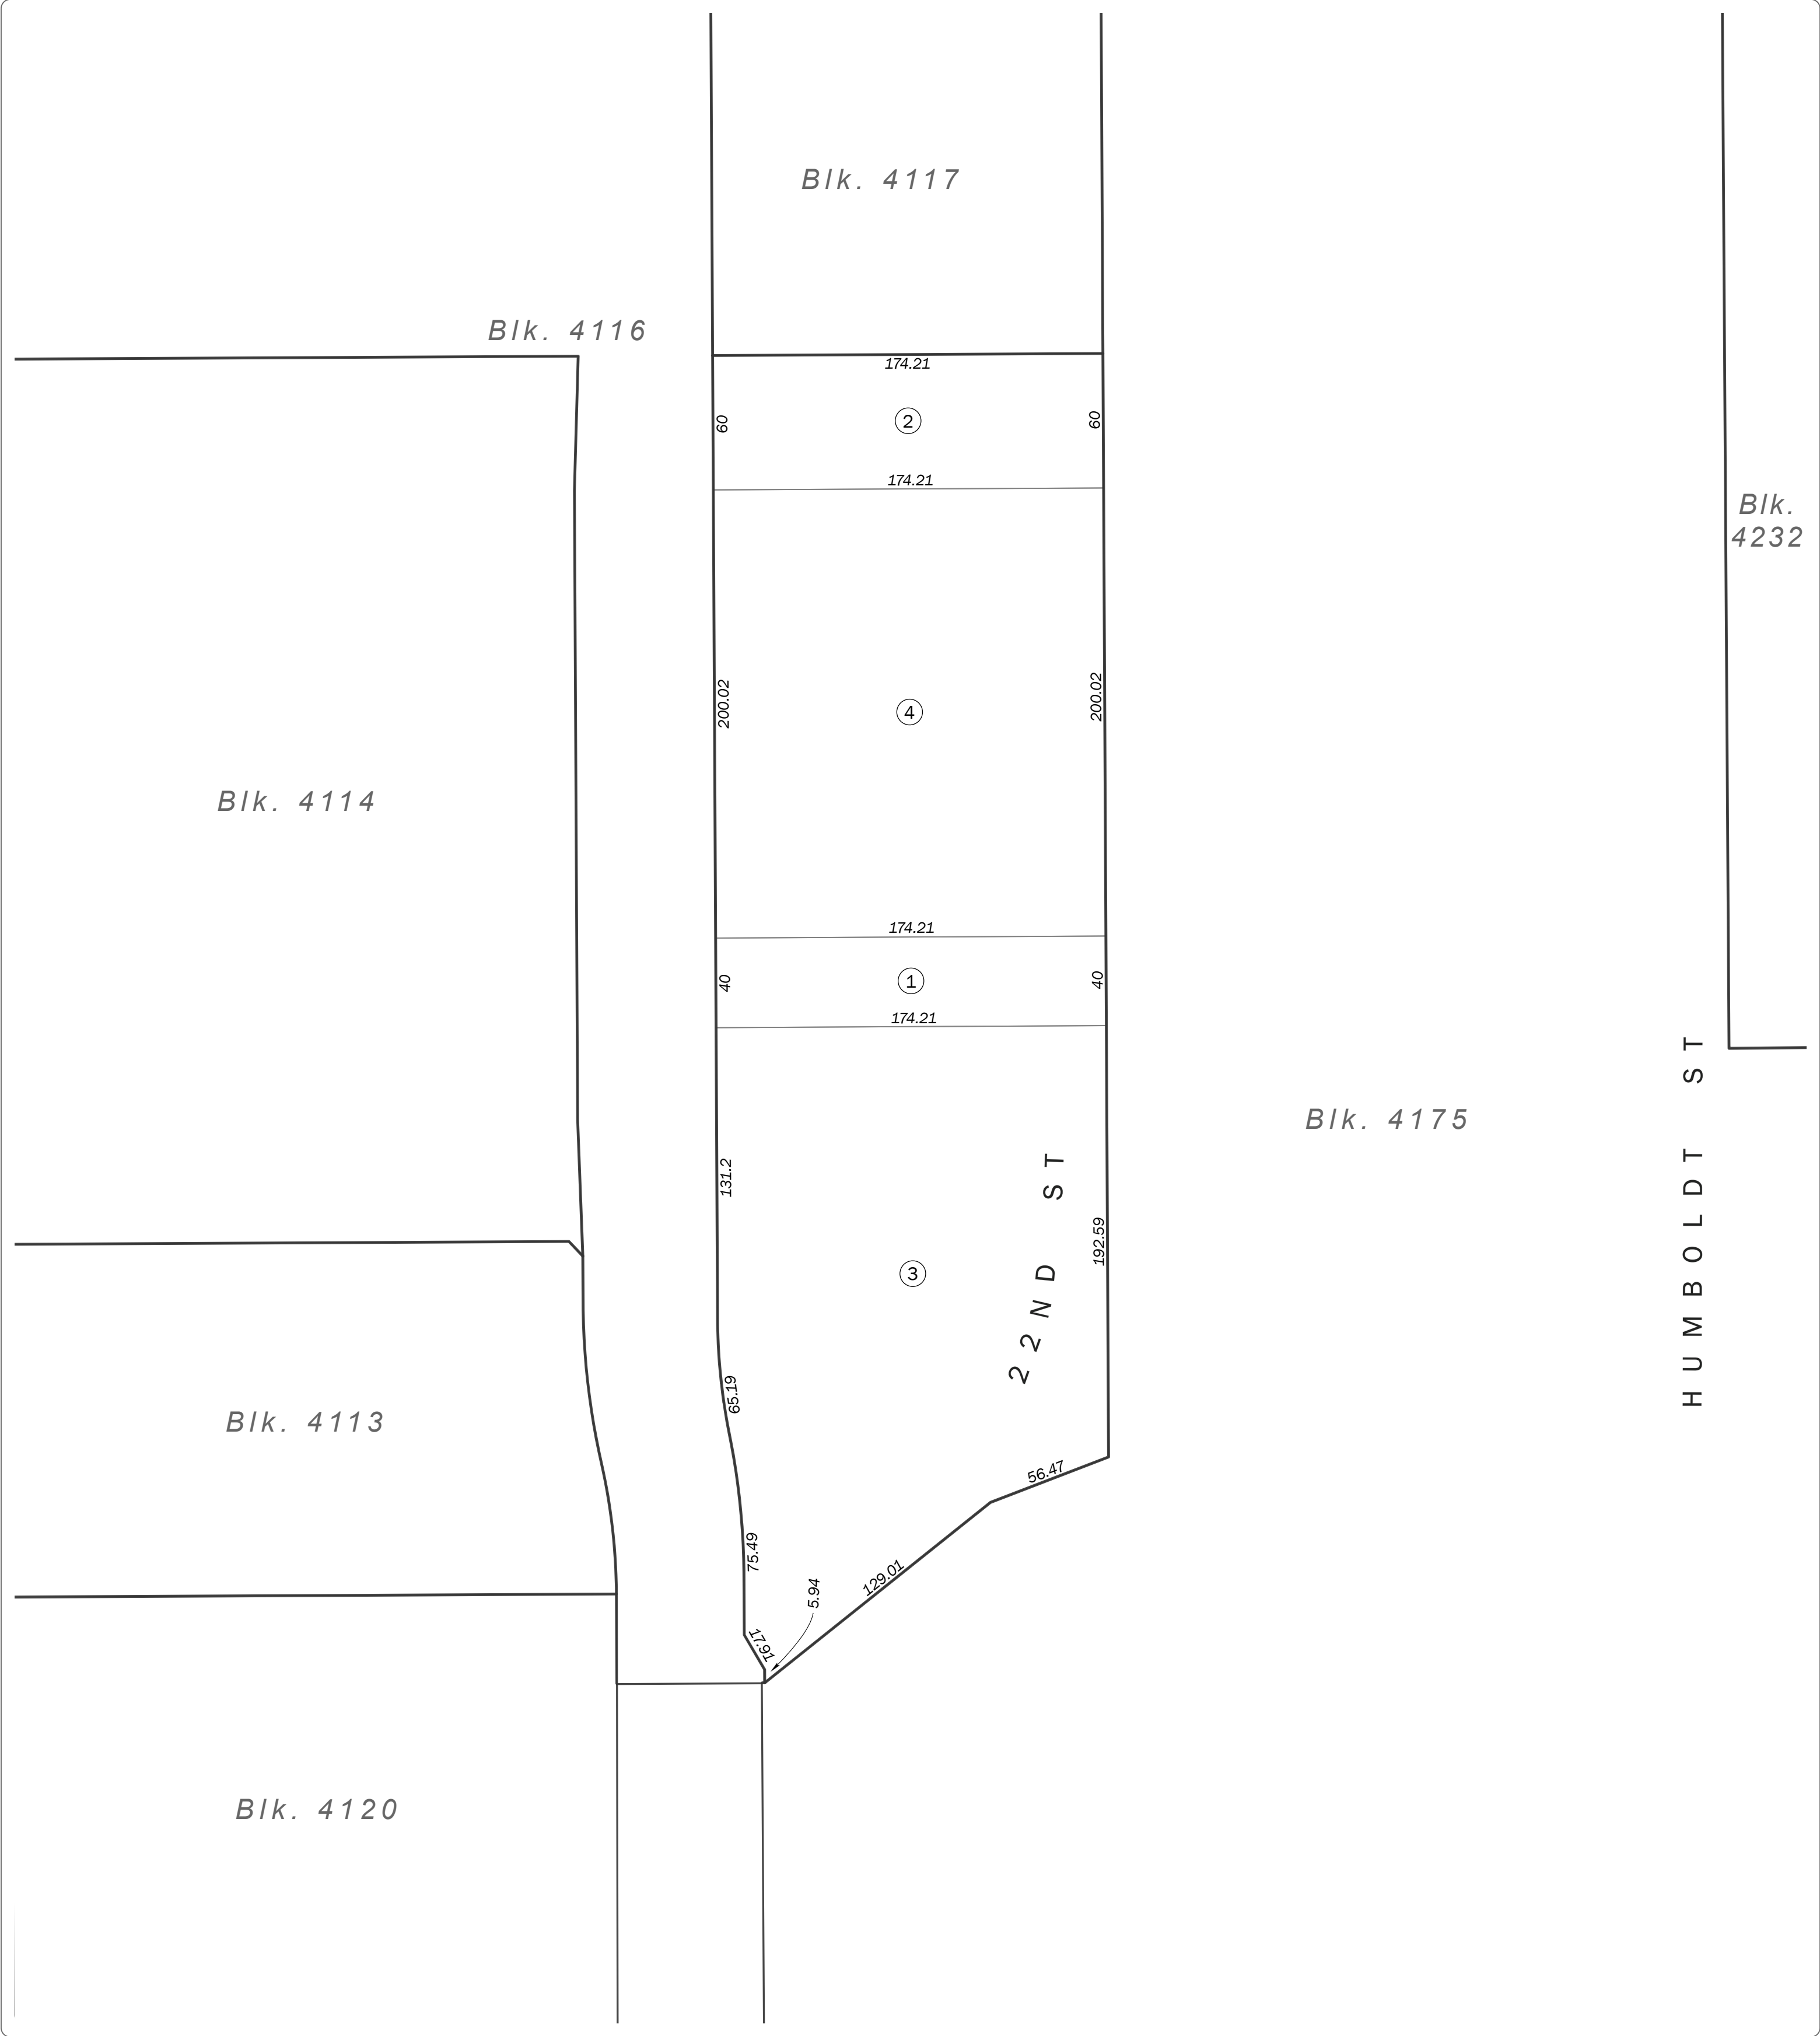 Blk. 4117
Blk. 4116
174.21
60
2
60
174.21
Blk.
4232
200.02
4
200.02
Blk. 4114
174.21
40
1
40
174.21
HUMBOLDT ST
Blk. 4175
131.2
22ND ST
192.59
3
65.19
Blk. 4113
56.47
75.49
129.01
5.94
17.91
Blk. 4120